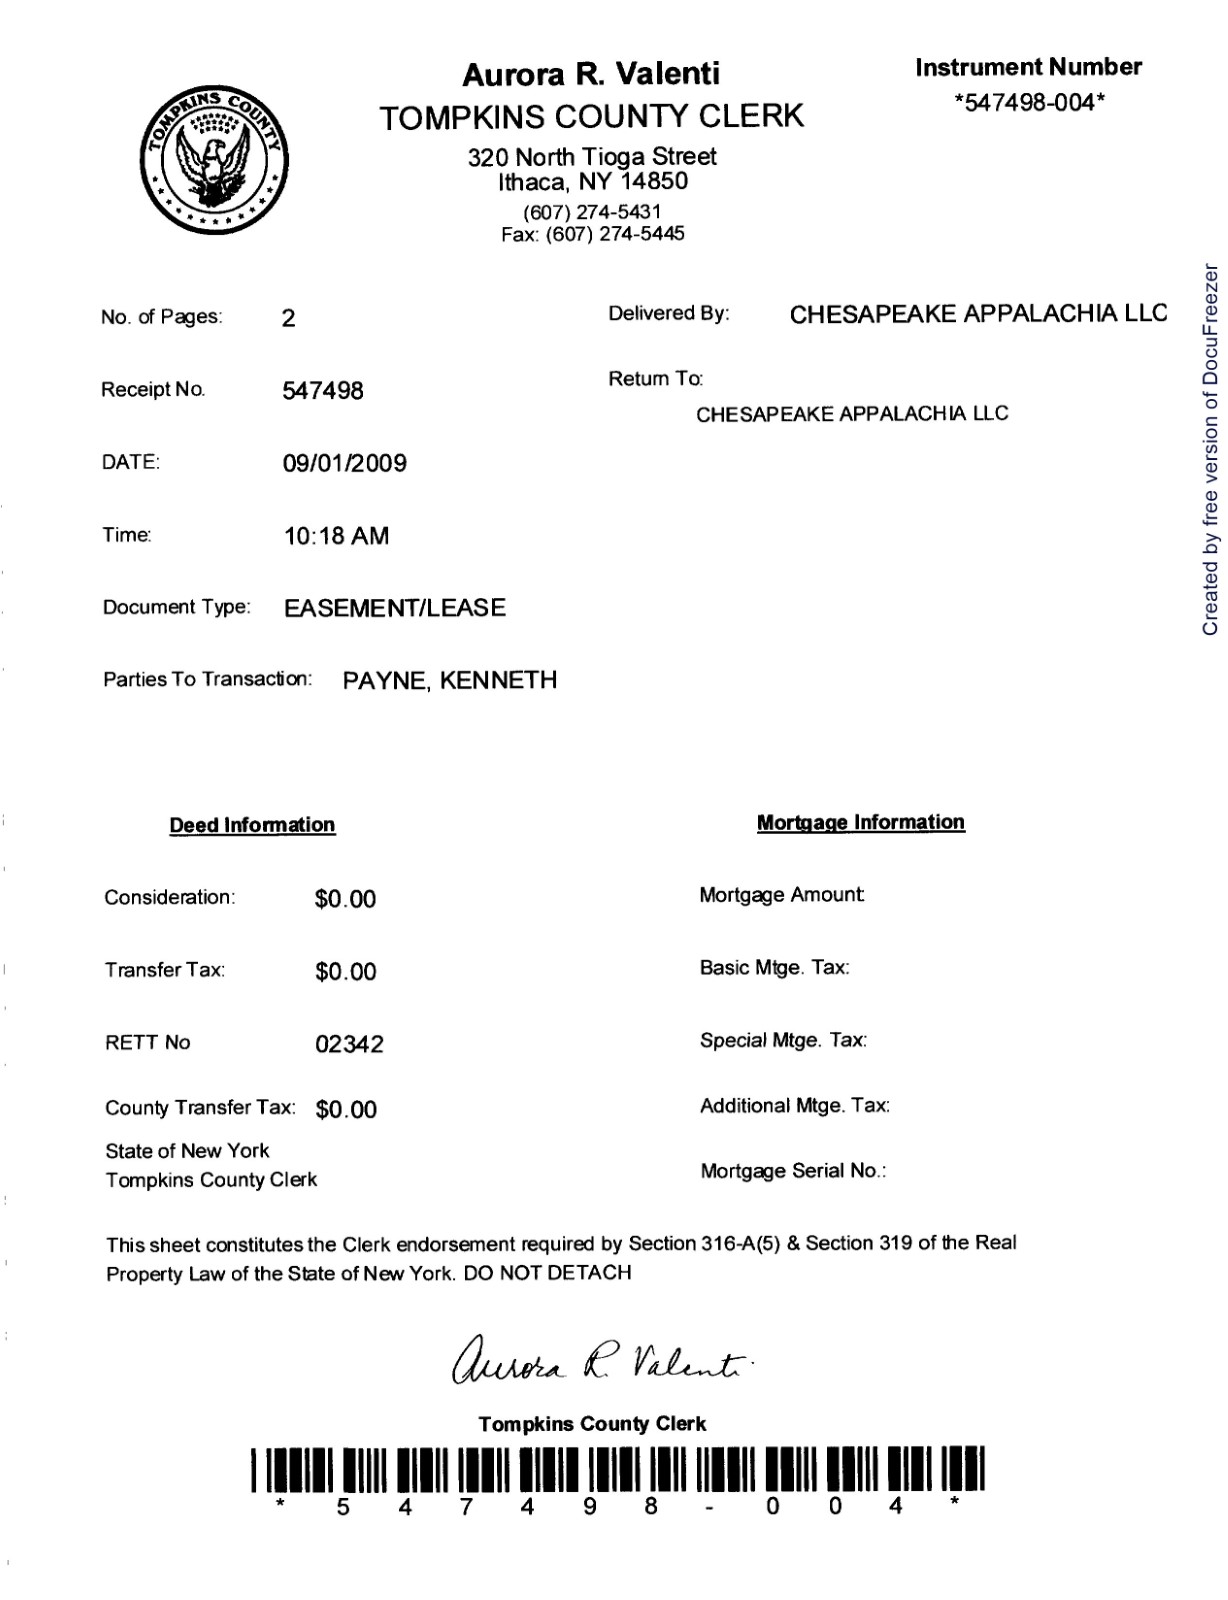 Aurora R. Valenti
TOMPKINS COUNTY CLERK
320 North Tioga Street
Ithaca, NY 14850
(607) 274-5431
Fax: (607) 274-5445
Instrument Number
*547498-004*
TOMPKINS COUNTY
No. of Pages: 2
Delivered By: CHESAPEAKE APPALACHIA LLC
Receipt No. 547498
Return To:
CHESAPEAKE APPALACHIA LLC
DATE: 09/01/2009
Time: 10:18 AM
Document Type: EASEMENT/LEASE
Parties To Transaction: PAYNE, KENNETH
Created by free version of DocuFreezer
Deed Information
Mortgage Information
Consideration: $0.00
Mortgage Amount
Transfer Tax: $0.00
Basic Mtge. Tax:
RETT No 02342
Special Mtge. Tax:
County Transfer Tax: $0.00
Additional Mtge. Tax:
State of New York
Tompkins County Clerk
Mortgage Serial No.:
This sheet constitutes the Clerk endorsement required by Section 316-A(5) & Section 319 of the Real
Property Law of the State of New York. DO NOT DETACH
Aurora R. Valenti
Tompkins County Clerk
* 5 4 7 4 9 8 - 0 0 4 *